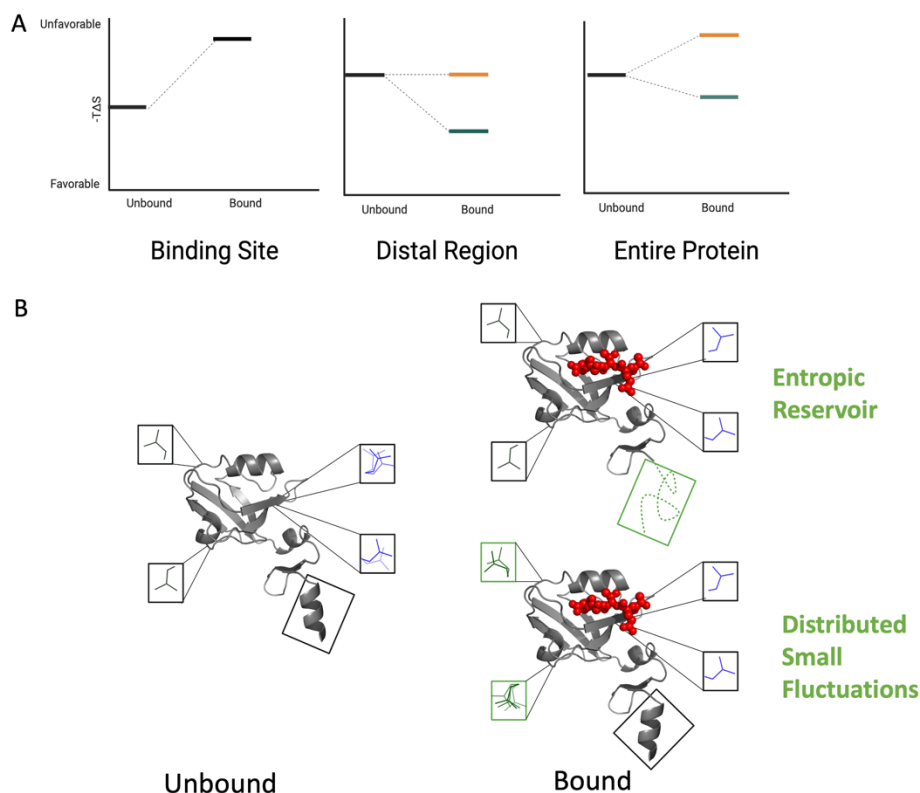 A
Unfavorable
-TΔS
Favorable
Unbound
Bound
Binding Site
Unbound
Bound
Distal Region
Unbound
Bound
Entire Protein
B
Entropic
Reservoir
Distributed
Small
Fluctuations
Unbound
Bound